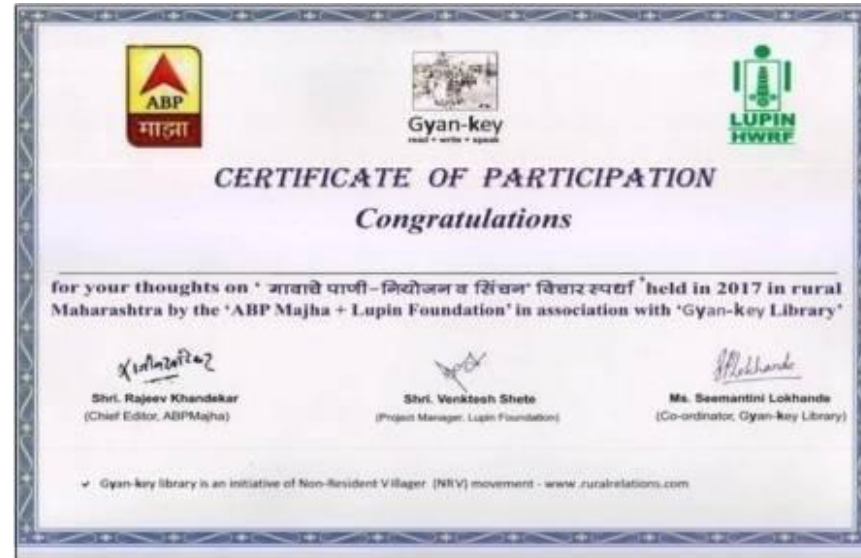 ABP
माझा
Gyan-key
read • write • speak
LUPIN
HWRF
CERTIFICATE OF PARTICIPATION
Congratulations
for your thoughts on ' गावाचे पाणी-नियोजन व सिंचन' विचार स्पर्धा 'held in 2017 in rural
Maharashtra by the 'ABP Majha + Lupin Foundation' in association with 'Gyan-key Library'
Shri. Rajeev Khandekar
(Chief Editor, ABPMajha)
Shri. Venktesh Shete
(Project Manager, Lupin Foundation)
Lokhande
Ms. Seemantini Lokhande
(Co-ordinator, Gyan-key Library)
✓ Gyan-key library is an initiative of Non-Resident Villager (NRV) movement - www.ruralrelations.com